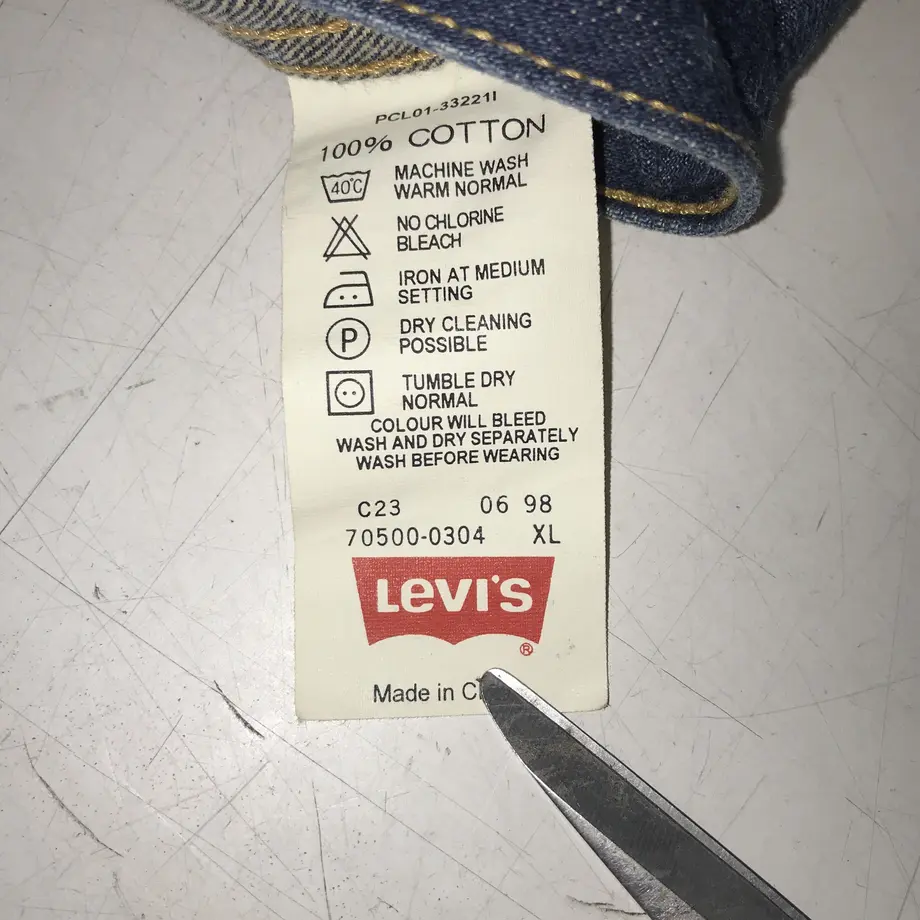 PCL01-33221I
100% COTTON
40°C MACHINE WASH
WARM NORMAL
NO CHLORINE
BLEACH
IRON AT MEDIUM
SETTING
P DRY CLEANING
POSSIBLE
TUMBLE DRY
NORMAL
COLOUR WILL BLEED
WASH AND DRY SEPARATELY
WASH BEFORE WEARING
C23 06 98
70500-0304 XL
LEVI'S ®
Made in